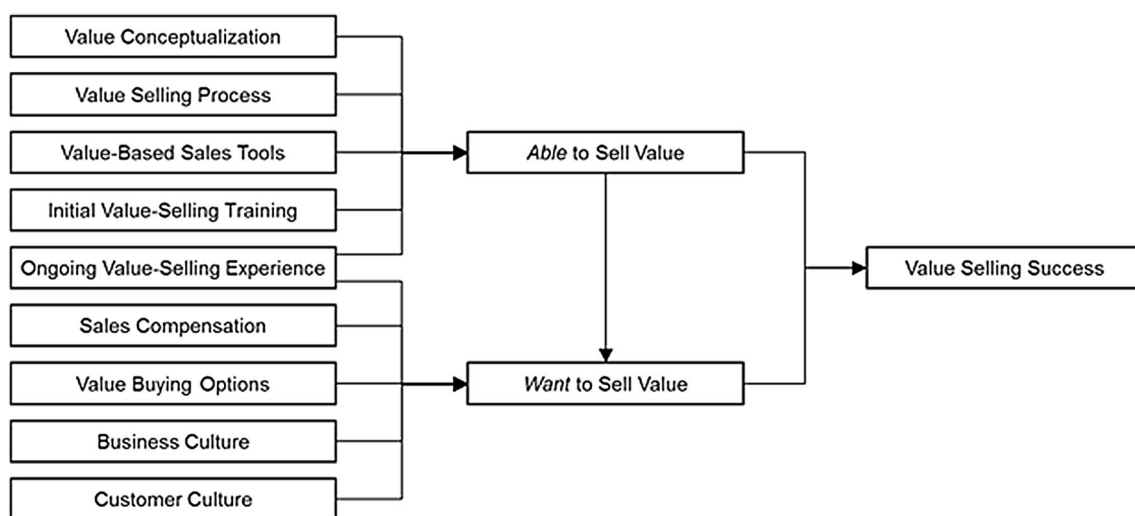 Value Conceptualization
Value Selling Process
Value-Based Sales Tools
Initial Value-Selling Training
Ongoing Value-Selling Experience
Sales Compensation
Value Buying Options
Business Culture
Customer Culture
Able to Sell Value
Want to Sell Value
Value Selling Success